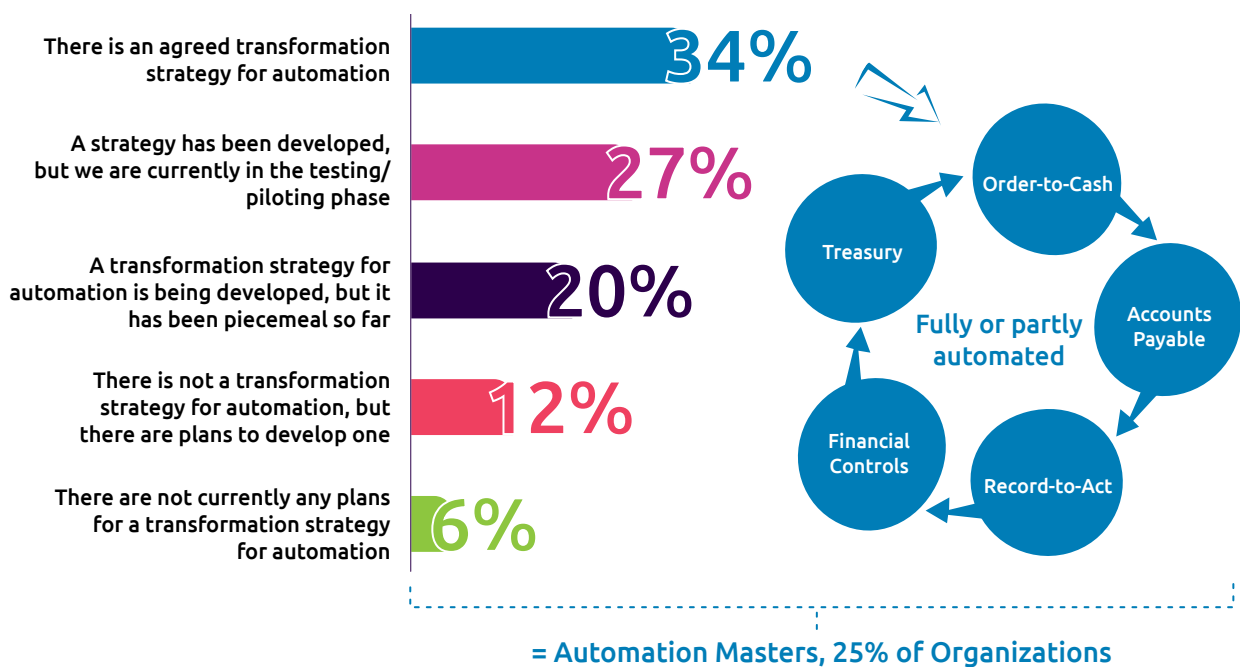 There is an agreed transformation
strategy for automation
34%
A strategy has been developed,
but we are currently in the testing/
piloting phase
27%
A transformation strategy for
automation is being developed, but it
has been piecemeal so far
20%
There is not a transformation
strategy for automation, but
there are plans to develop one
12%
There are not currently any plans
for a transformation strategy
for automation
6%
Order-to-Cash
Accounts
Payable
Record-to-Act
Financial
Controls
Treasury
Fully or partly
automated
= Automation Masters, 25% of Organizations